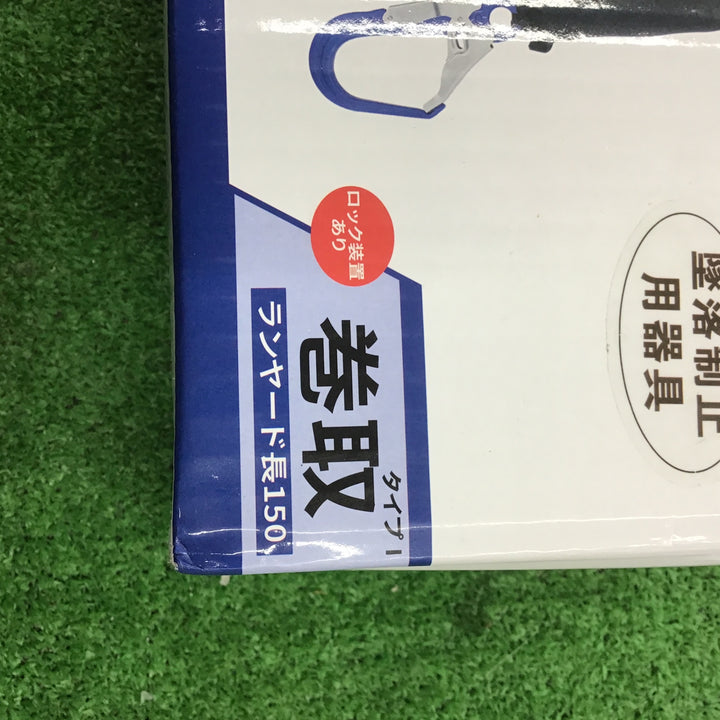 ロック装置
あり
巻取
タイプ1
ランヤード長150
墜落制止
用器具